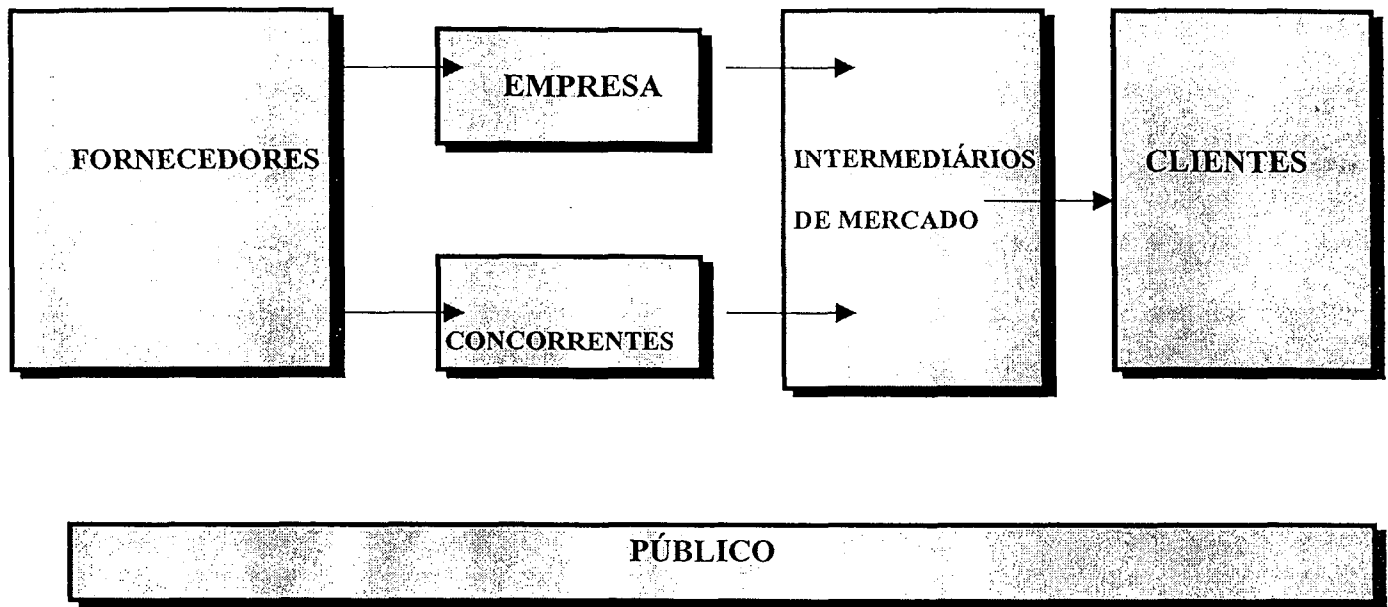 FORNECEDORES
EMPRESA
CONCORRENTES
INTERMEDIÁRIOS
DE MERCADO
CLIENTES
PÚBLICO